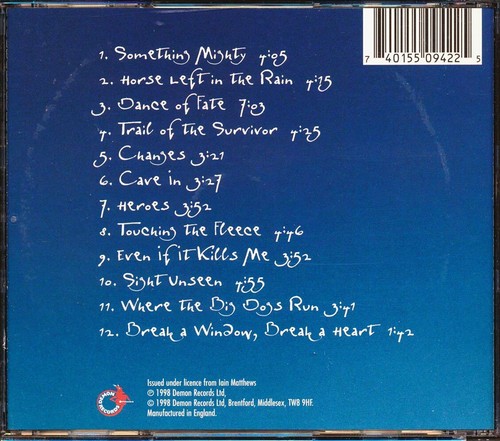 7 40155 09422 5
1. Something Mighty 4:05
2. Horse Left in the Rain 4:15
3. Dance of Fate 7:03
4. Trail of the Survivor 4:25
5. Changes 3:21
6. Cave in 3:27
7. Heroes 3:52
8. Touching the Fleece 4:46
9. Even if it Kills Me 3:52
10. Sight Unseen 4:55
11. Where the Big Dogs Run 3:41
12. Break a Window, Break a Heart 1:42
DEMON RECORDS
Issued under licence from Iain Matthews
℗ 1998 Demon Records Ltd,
© 1998 Demon Records Ltd, Brentford, Middlesex, TW8 9HF.
Manufactured in England.